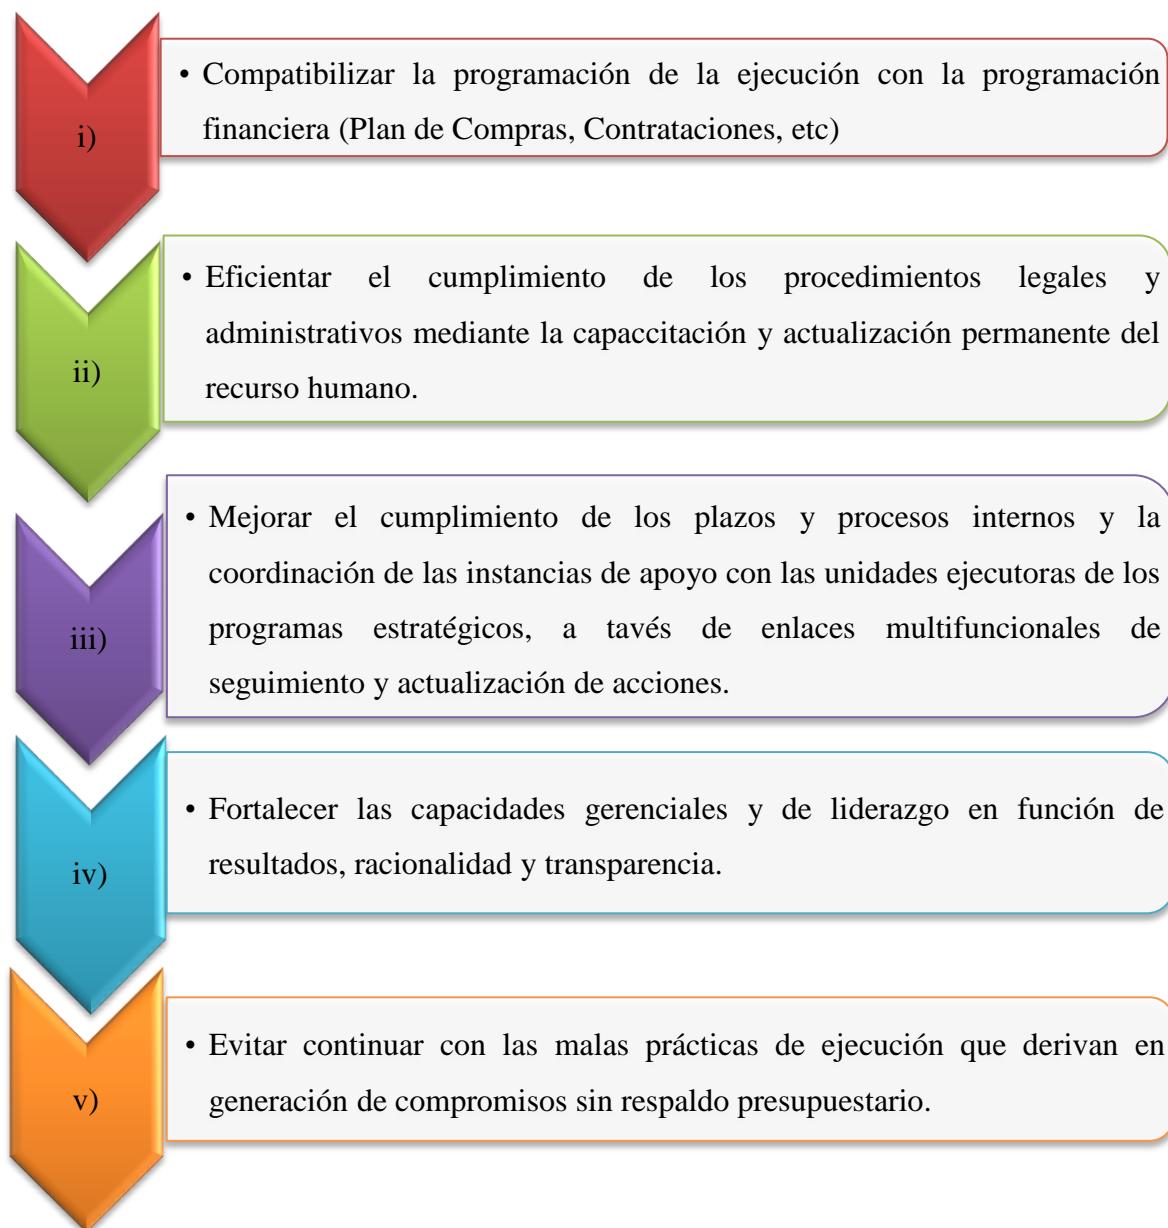 i)
• Compatibilizar la programación de la ejecución con la programación
financiera (Plan de Compras, Contrataciones, etc)
ii)
• Eficientar el cumplimiento de los procedimientos legales y
administrativos mediante la capaccitación y actualización permanente del
recurso humano.
iii)
• Mejorar el cumplimiento de los plazos y procesos internos y la
coordinación de las instancias de apoyo con las unidades ejecutoras de los
programas estratégicos, a tavés de enlaces multifuncionales de
seguimiento y actualización de acciones.
iv)
• Fortalecer las capacidades gerenciales y de liderazgo en función de
resultados, racionalidad y transparencia.
v)
• Evitar continuar con las malas prácticas de ejecución que derivan en
generación de compromisos sin respaldo presupuestario.